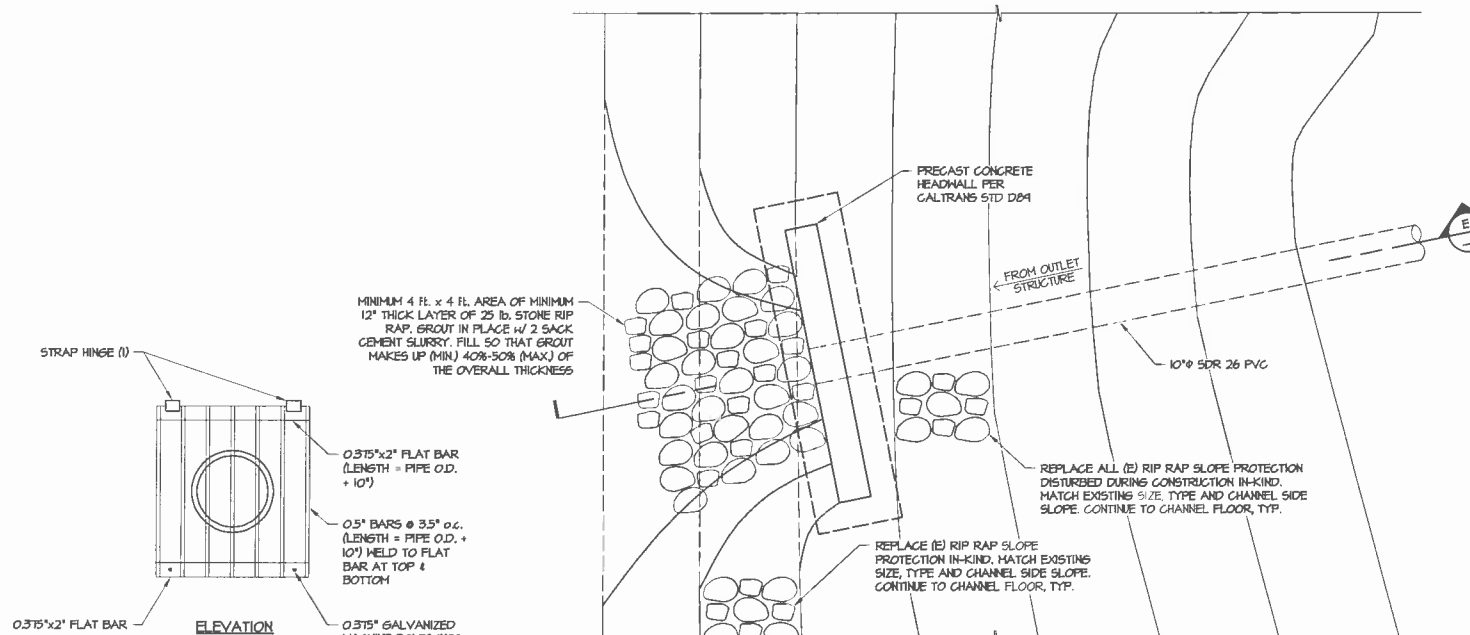 PRECAST CONCRETE
HEADWALL PER
CALTRANS STD D89
E
FROM OUTLET
STRUCTURE
MINIMUM 4 ft. x 4 ft. AREA OF MINIMUM
12" THICK LAYER OF 25 lb. STONE RIP
RAP. GROUT IN PLACE w/ 2 SACK
CEMENT SLURRY. FILL SO THAT GROUT
MAKES UP (MIN.) 40%-50% (MAX.) OF
THE OVERALL THICKNESS
STRAP HINGE (1)
10"Φ SDR 26 PVC
0.375"x2" FLAT BAR
(LENGTH = PIPE O.D.
+ 10")
REPLACE ALL (E) RIP RAP SLOPE PROTECTION
DISTURBED DURING CONSTRUCTION IN-KIND.
MATCH EXISTING SIZE, TYPE AND CHANNEL SIDE
SLOPE. CONTINUE TO CHANNEL FLOOR, TYP.
0.5" BARS @ 3.5" o.c.
(LENGTH = PIPE O.D. +
10") WELD TO FLAT
BAR AT TOP &
BOTTOM
REPLACE (E) RIP RAP SLOPE
PROTECTION IN-KIND. MATCH EXISTING
SIZE, TYPE AND CHANNEL SIDE SLOPE.
CONTINUE TO CHANNEL FLOOR, TYP.
0.375"x2" FLAT BAR
ELEVATION
0.375" GALVANIZED